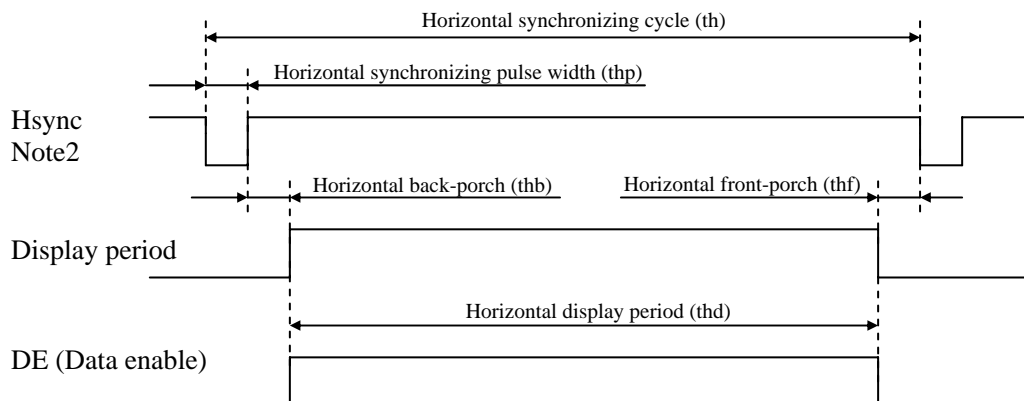 Horizontal synchronizing cycle (th)
Horizontal synchronizing pulse width (thp)
Hsync
Note2
Horizontal back-porch (thb)
Horizontal front-porch (thf)
Display period
Horizontal display period (thd)
DE (Data enable)